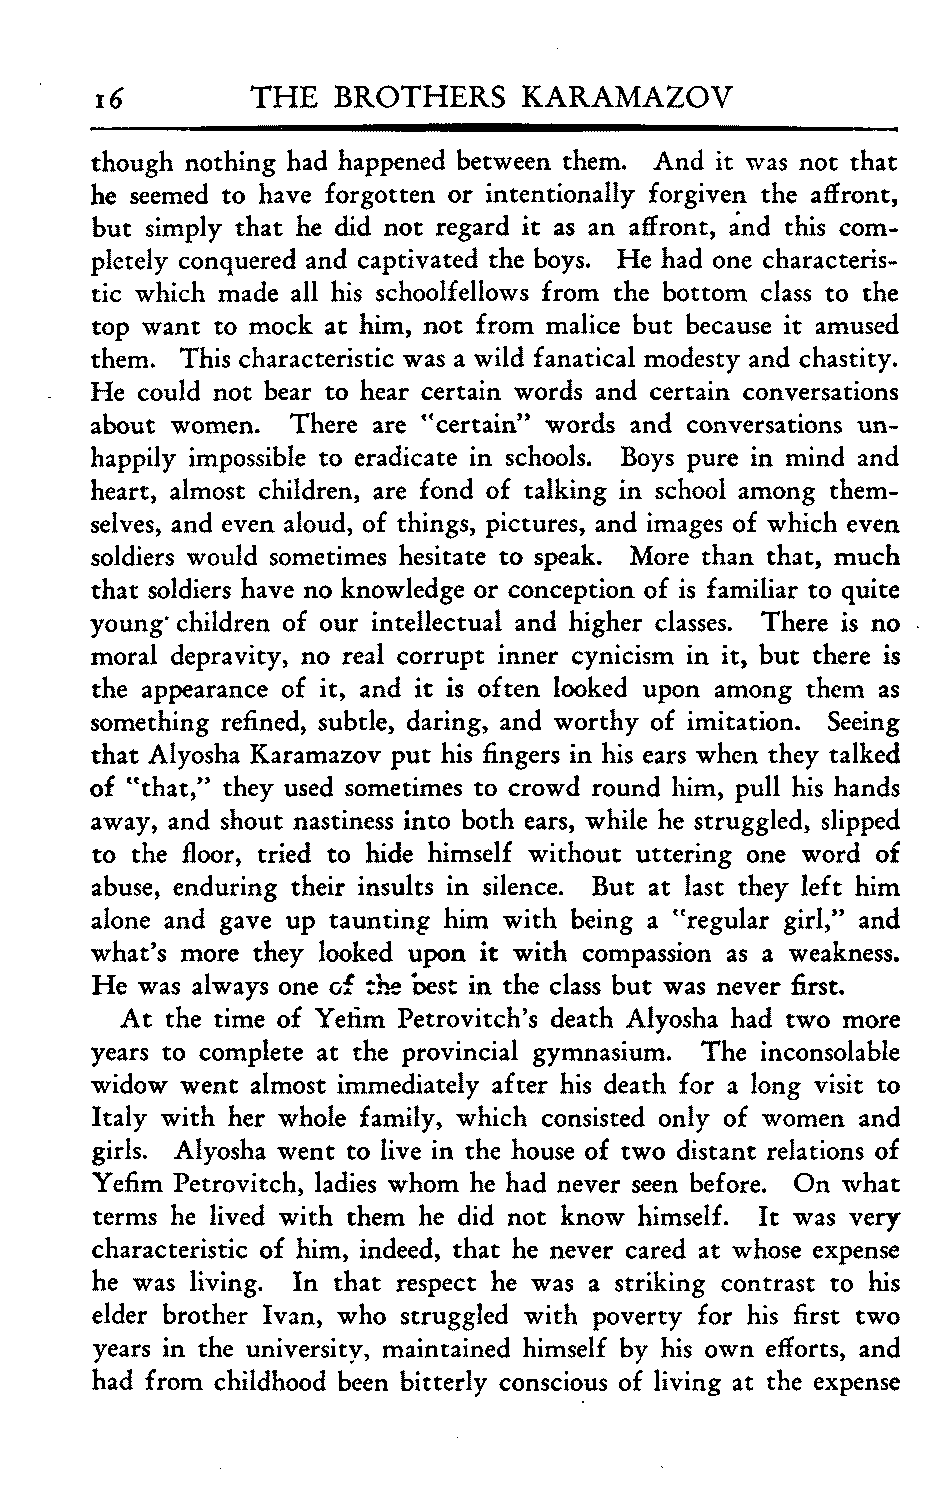 16 THE BROTHERS KARAMAZOV
though nothing had happened between them. And it was not that
he seemed to have forgotten or intentionally forgiven the affront,
but simply that he did not regard it as an affront, and this com-
pletely conquered and captivated the boys. He had one characteris-
tic which made all his schoolfellows from the bottom class to the
top want to mock at him, not from malice but because it amused
them. This characteristic was a wild fanatical modesty and chastity.
He could not bear to hear certain words and certain conversations
about women. There are "certain" words and conversations un-
happily impossible to eradicate in schools. Boys pure in mind and
heart, almost children, are fond of talking in school among them-
selves, and even aloud, of things, pictures, and images of which even
soldiers would sometimes hesitate to speak. More than that, much
that soldiers have no knowledge or conception of is familiar to quite
young children of our intellectual and higher classes. There is no
moral depravity, no real corrupt inner cynicism in it, but there is
the appearance of it, and it is often looked upon among them as
something refined, subtle, daring, and worthy of imitation. Seeing
that Alyosha Karamazov put his fingers in his ears when they talked
of "that," they used sometimes to crowd round him, pull his hands
away, and shout nastiness into both ears, while he struggled, slipped
to the floor, tried to hide himself without uttering one word of
abuse, enduring their insults in silence. But at last they left him
alone and gave up taunting him with being a "regular girl," and
what's more they looked upon it with compassion as a weakness.
He was always one of the best in the class but was never first.
At the time of Yefim Petrovitch's death Alyosha had two more
years to complete at the provincial gymnasium. The inconsolable
widow went almost immediately after his death for a long visit to
Italy with her whole family, which consisted only of women and
girls. Alyosha went to live in the house of two distant relations of
Yefim Petrovitch, ladies whom he had never seen before. On what
terms he lived with them he did not know himself. It was very
characteristic of him, indeed, that he never cared at whose expense
he was living. In that respect he was a striking contrast to his
elder brother Ivan, who struggled with poverty for his first two
years in the university, maintained himself by his own efforts, and
had from childhood been bitterly conscious of living at the expense